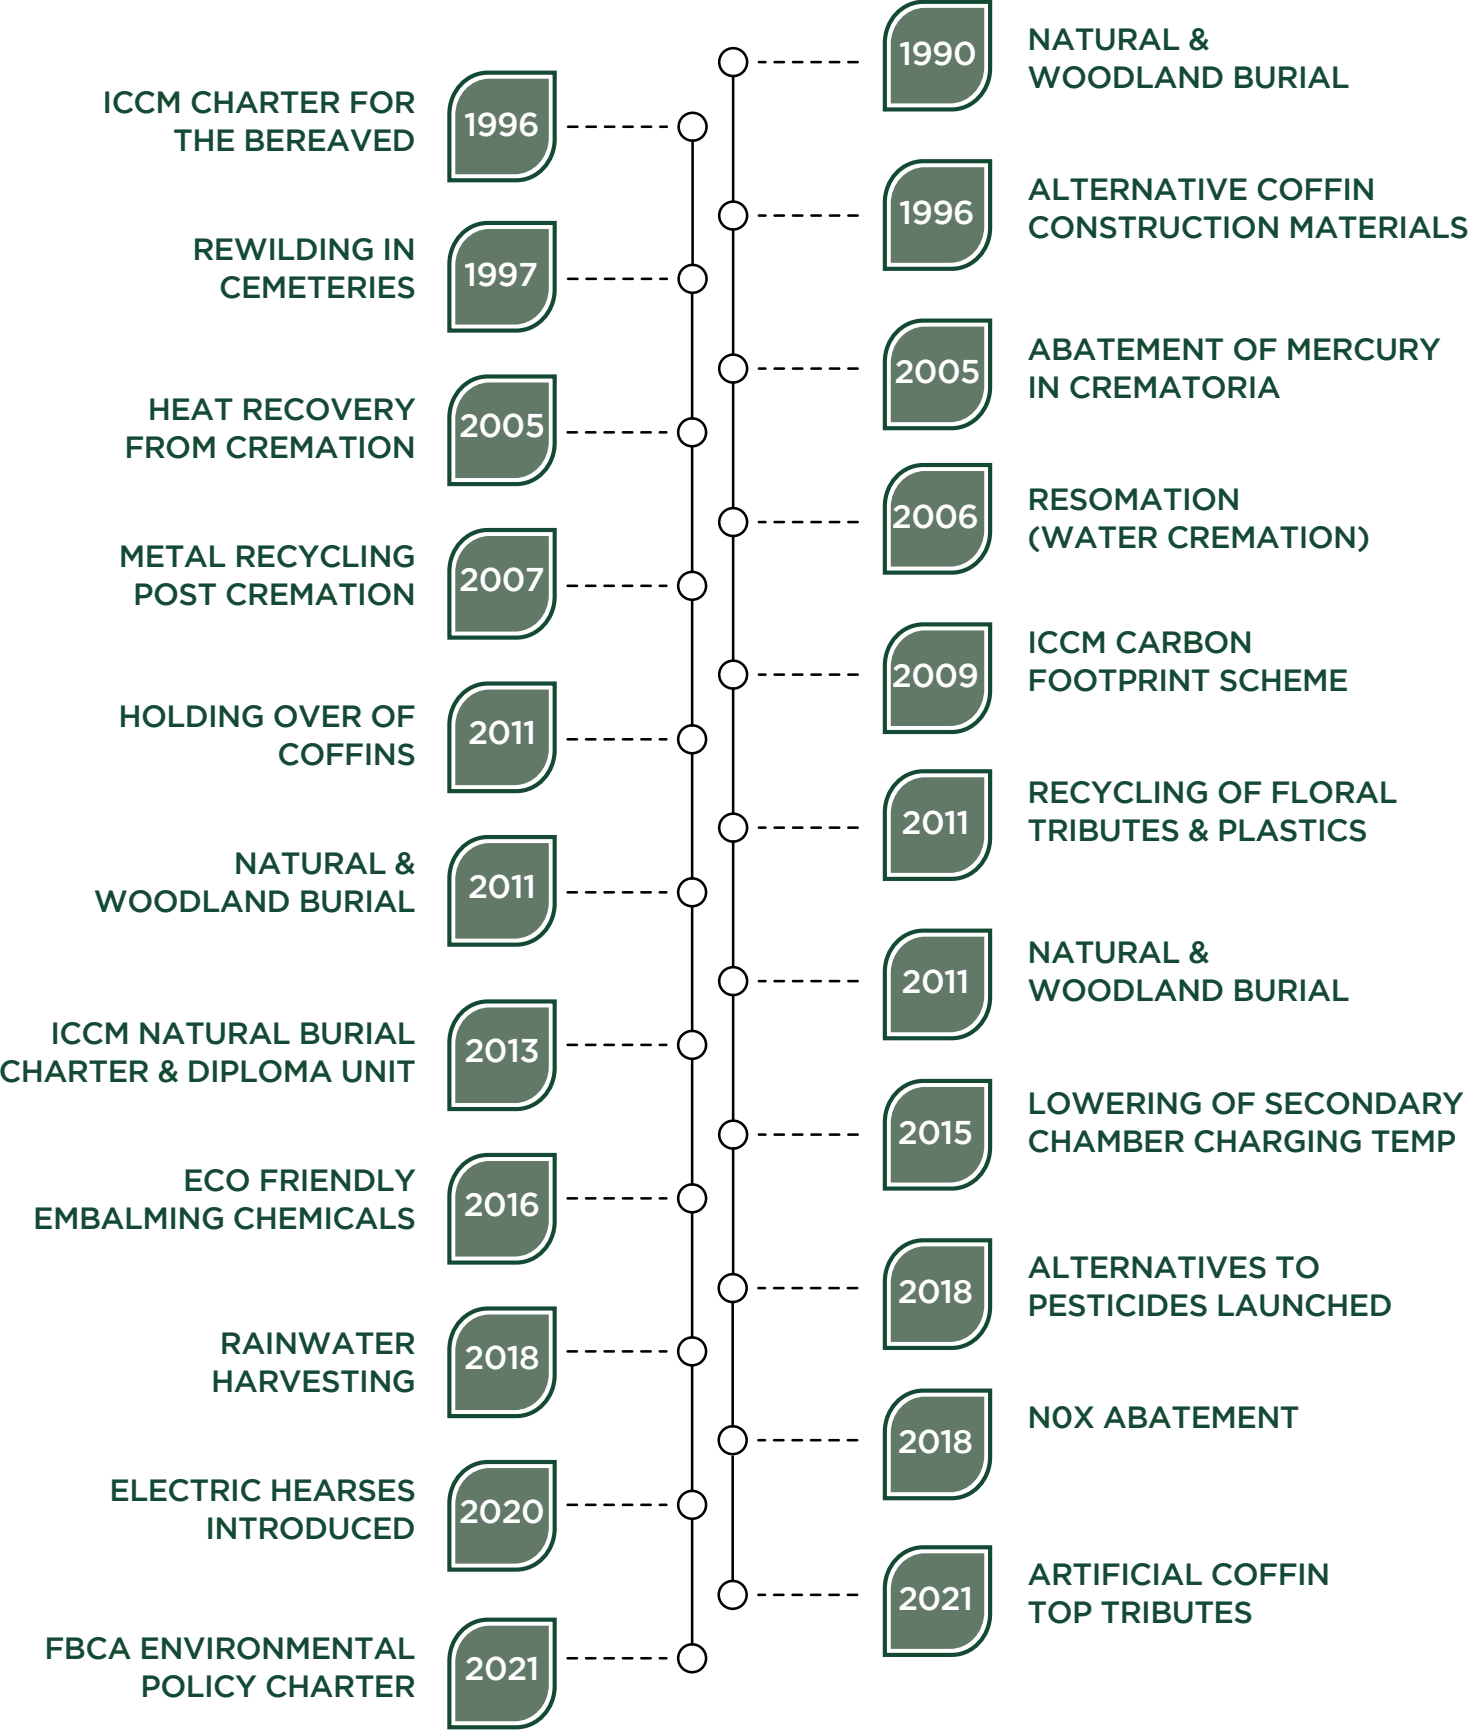 1990
NATURAL &
WOODLAND BURIAL
1996
ICCM CHARTER FOR
THE BEREAVED
1996
ALTERNATIVE COFFIN
CONSTRUCTION MATERIALS
1997
REWILDING IN
CEMETERIES
2005
ABATEMENT OF MERCURY
IN CREMATORIA
2005
HEAT RECOVERY
FROM CREMATION
2006
RESOMATION
(WATER CREMATION)
2007
METAL RECYCLING
POST CREMATION
2009
ICCM CARBON
FOOTPRINT SCHEME
2011
HOLDING OVER OF
COFFINS
2011
RECYCLING OF FLORAL
TRIBUTES & PLASTICS
2011
NATURAL &
WOODLAND BURIAL
2011
NATURAL &
WOODLAND BURIAL
2013
ICCM NATURAL BURIAL
CHARTER & DIPLOMA UNIT
2015
LOWERING OF SECONDARY
CHAMBER CHARGING TEMP
2016
ECO FRIENDLY
EMBALMING CHEMICALS
2018
ALTERNATIVES TO
PESTICIDES LAUNCHED
2018
RAINWATER
HARVESTING
2018
N0X ABATEMENT
2020
ELECTRIC HEARSES
INTRODUCED
2021
ARTIFICIAL COFFIN
TOP TRIBUTES
2021
FBCA ENVIRONMENTAL
POLICY CHARTER